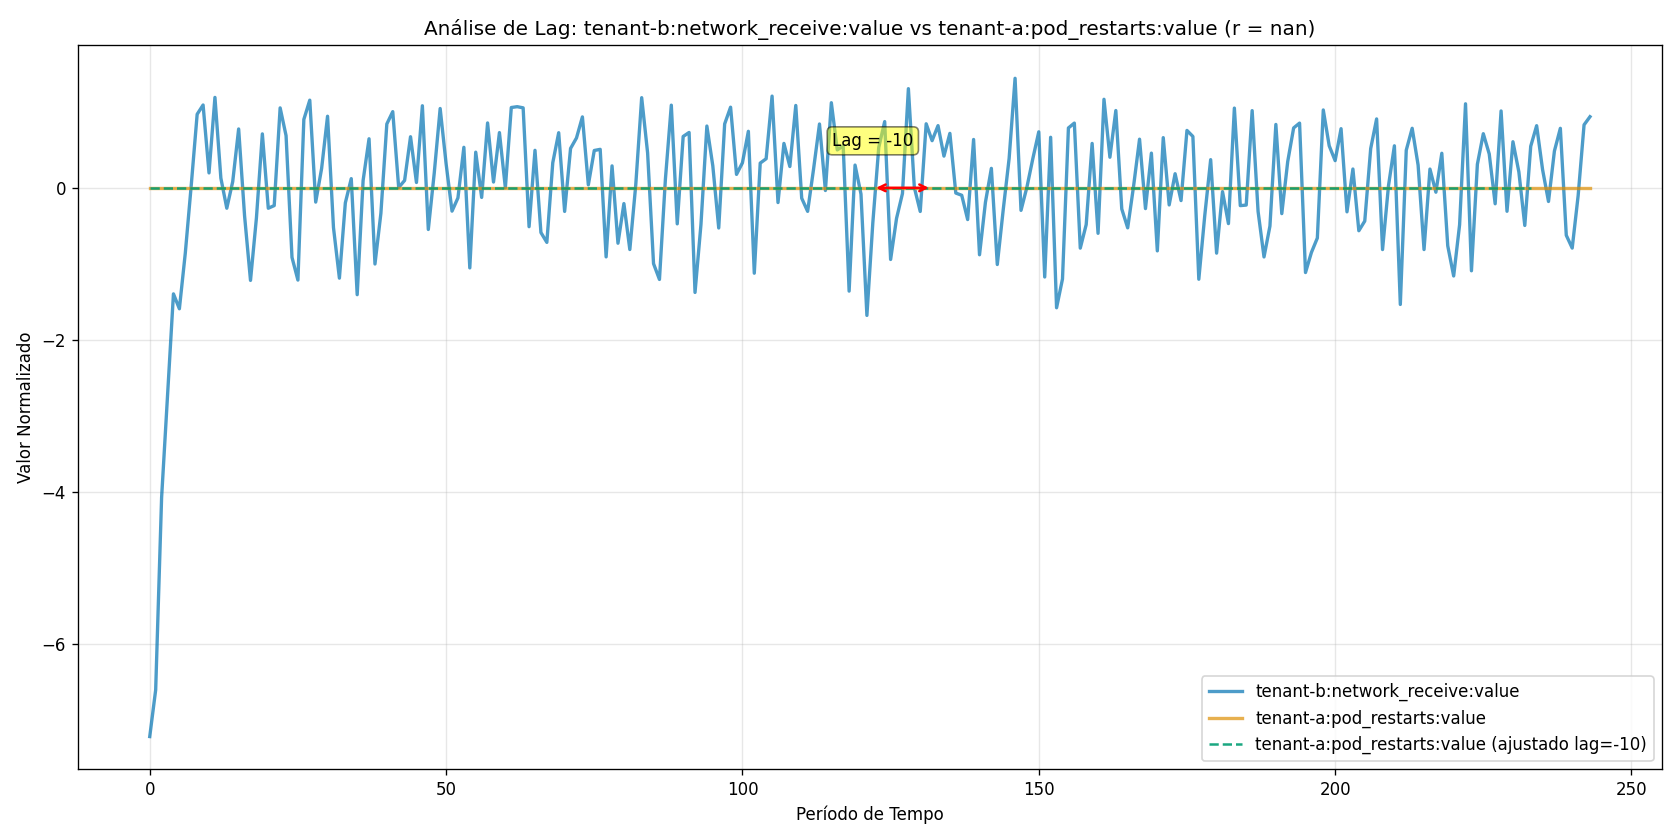 Análise de Lag: tenant-b:network_receive:value vs tenant-a:pod_restarts:value (r = nan)
Valor Normalizado
0
−2
−4
−6
Lag = -10
tenant-b:network_receive:value
tenant-a:pod_restarts:value
tenant-a:pod_restarts:value (ajustado lag=-10)
0 50 100 150 200 250
Período de Tempo